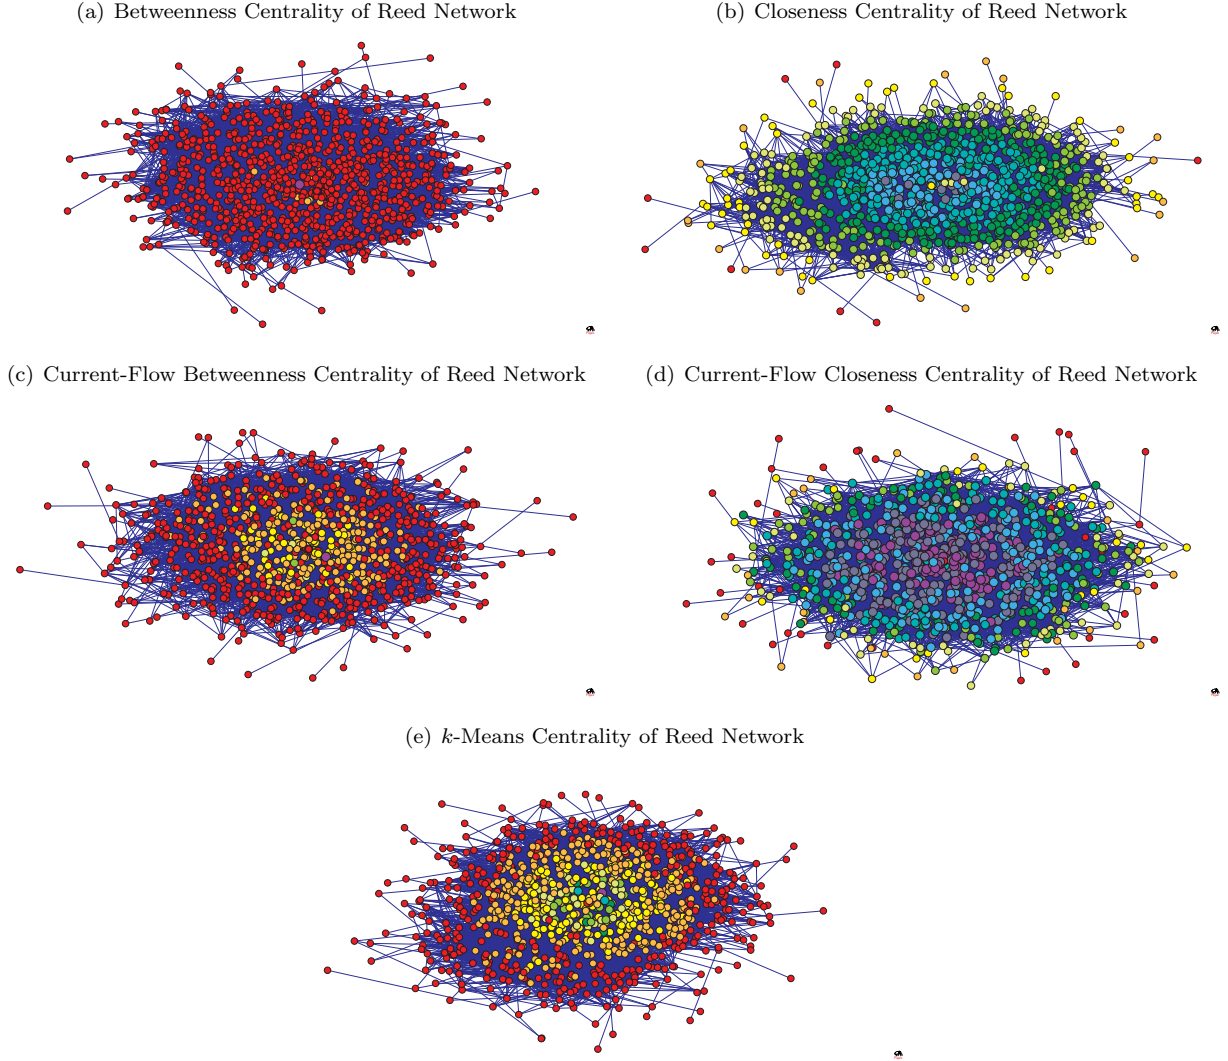 (a) Betweenness Centrality of Reed Network
(b) Closeness Centrality of Reed Network
(c) Current-Flow Betweenness Centrality of Reed Network
(d) Current-Flow Closeness Centrality of Reed Network
(e) k-Means Centrality of Reed Network